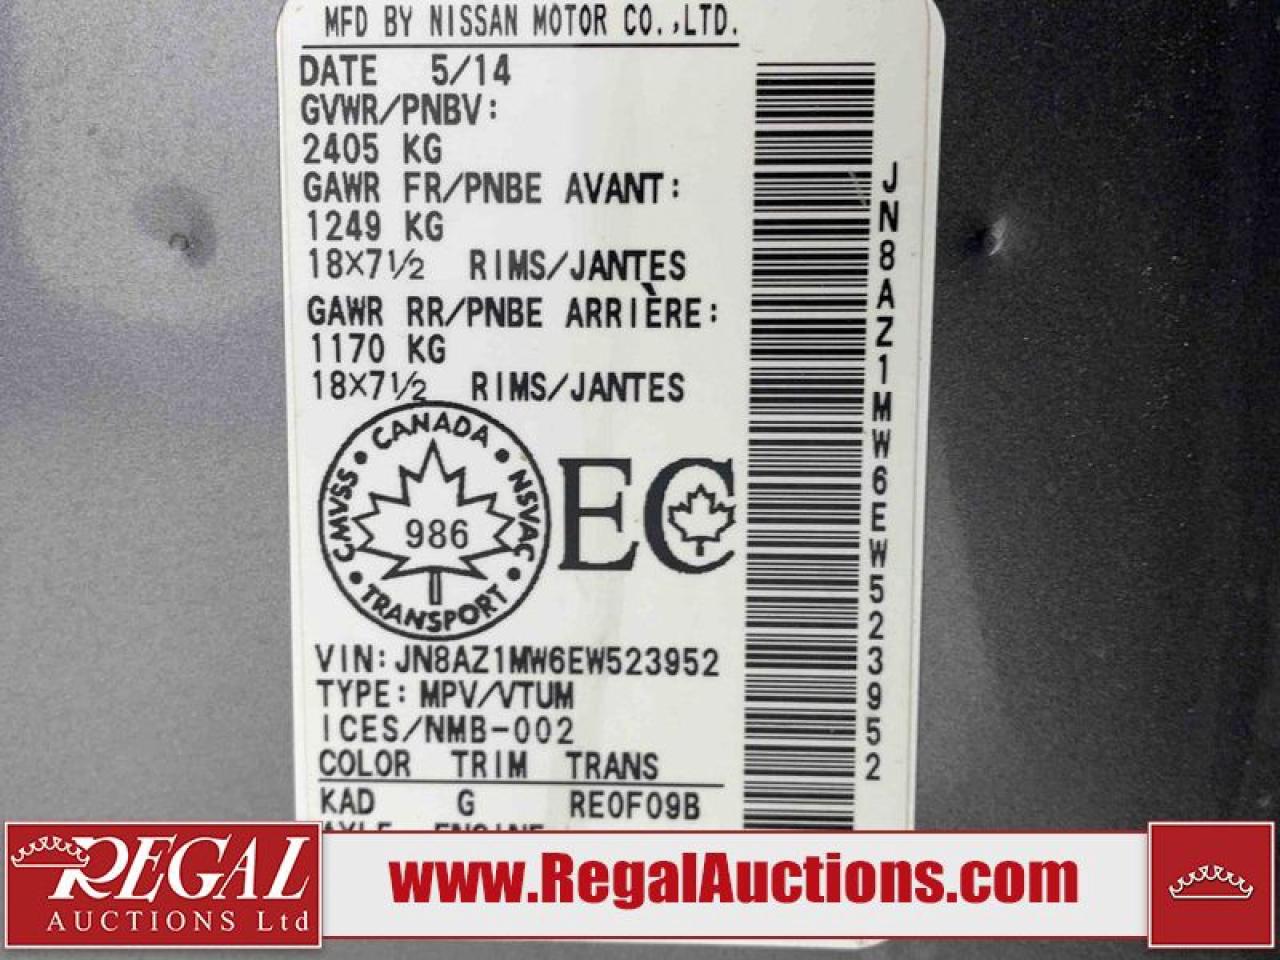 MFD BY NISSAN MOTOR CO.,LTD.
DATE 5/14
GVWR/PNBV:
2405 KG
GAWR FR/PNBE AVANT:
1249 KG
18×7½ RIMS/JANTES
GAWR RR/PNBE ARRIÈRE:
1170 KG
18×7½ RIMS/JANTES
CANADA
CMVSS NSVAC
986
TRANSPORT
EC
VIN:JN8AZ1MW6EW523952
TYPE:MPV/VTUM
ICES/NMB-002
COLOR TRIM TRANS
KAD G RE0F09B
AXLE ENGINE
JN8AZ1MW6EW523952
REGAL
AUCTIONS Ltd
www.RegalAuctions.com